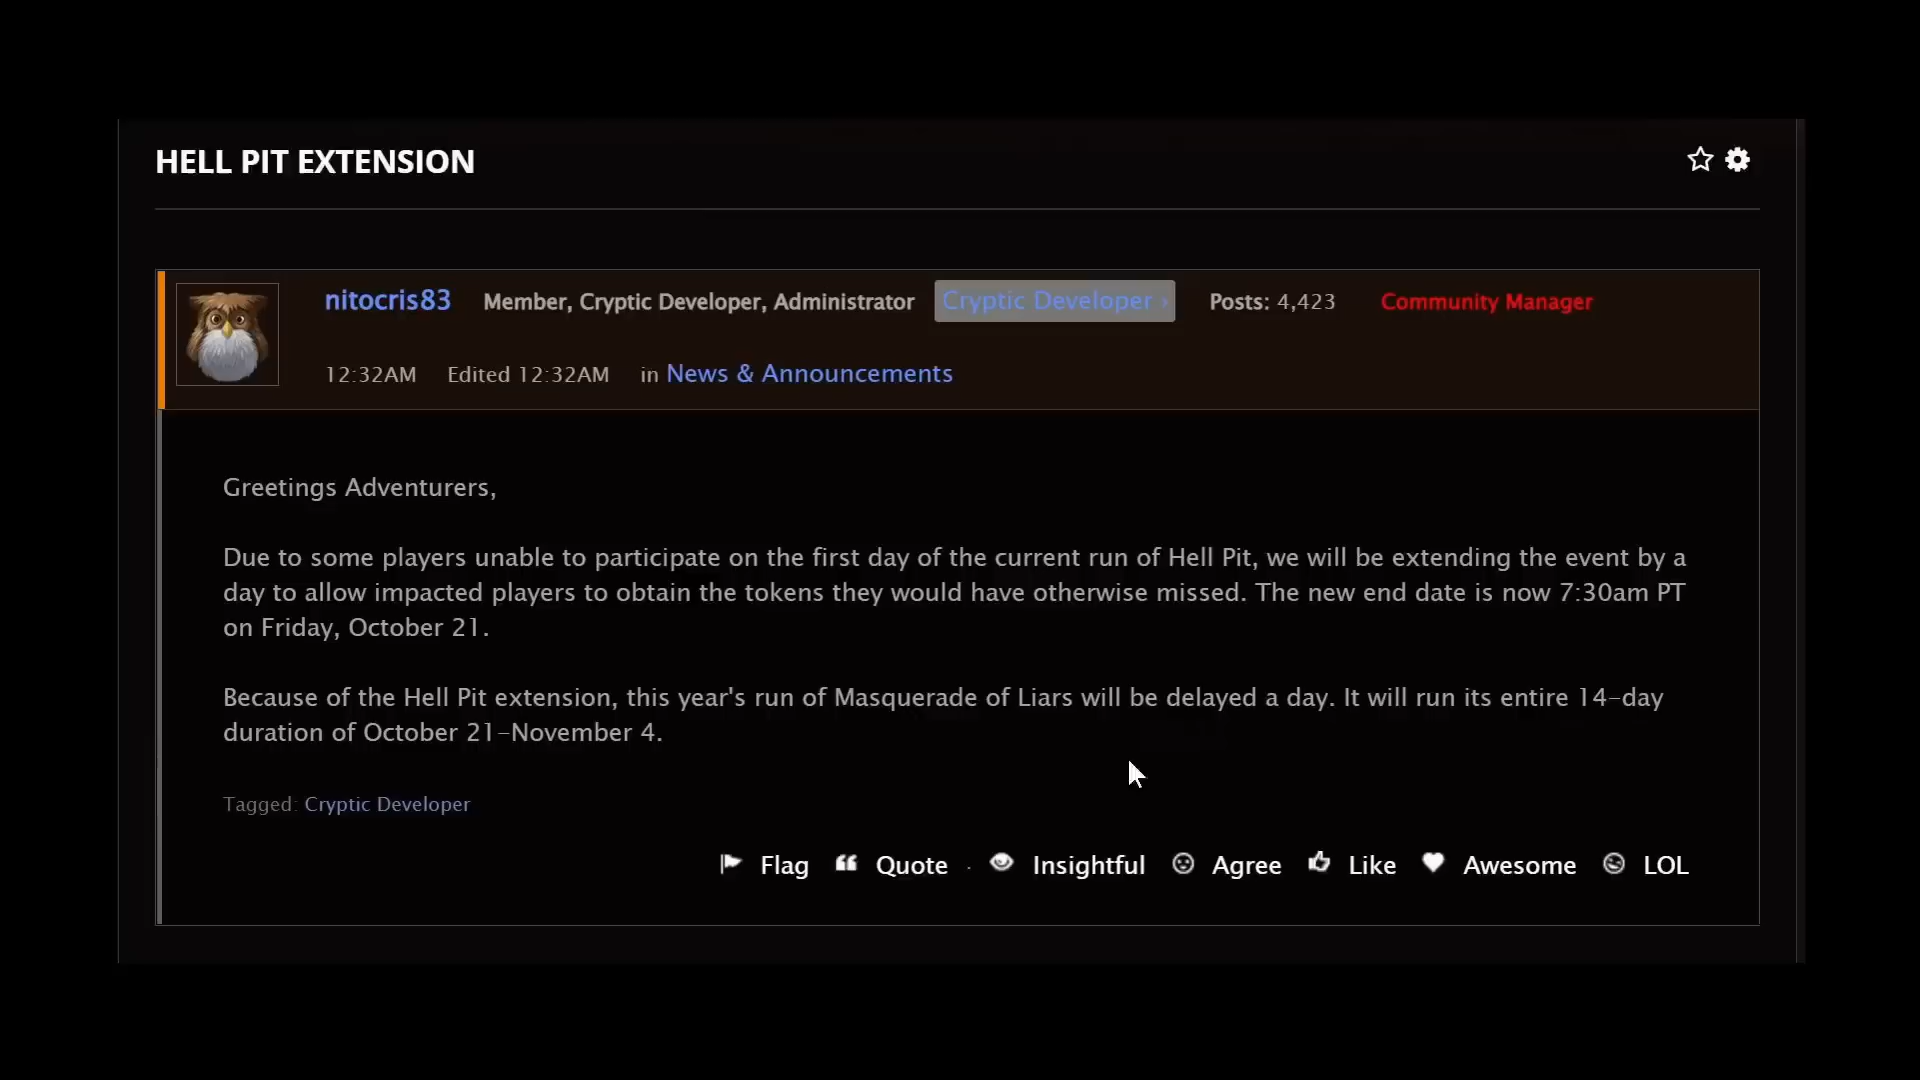 HELL PIT EXTENSION
nitocris83 Member, Cryptic Developer, Administrator Cryptic Developer › Posts: 4,423 Community Manager
12:32AM Edited 12:32AM in News & Announcements
Greetings Adventurers,
Due to some players unable to participate on the first day of the current run of Hell Pit, we will be extending the event by a
day to allow impacted players to obtain the tokens they would have otherwise missed. The new end date is now 7:30am PT
on Friday, October 21.
Because of the Hell Pit extension, this year's run of Masquerade of Liars will be delayed a day. It will run its entire 14-day
duration of October 21-November 4.
Tagged: Cryptic Developer
Flag Quote · Insightful Agree Like Awesome LOL